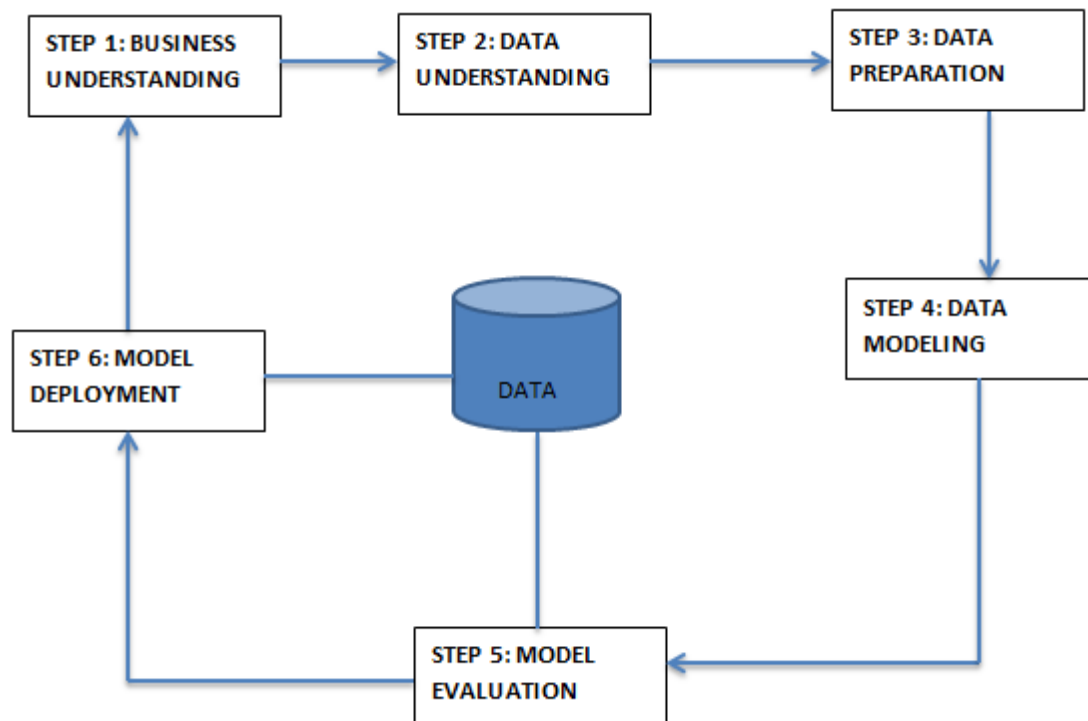 STEP 1: BUSINESS
UNDERSTANDING
STEP 2: DATA
UNDERSTANDING
STEP 3: DATA
PREPARATION
STEP 4: DATA
MODELING
STEP 6: MODEL
DEPLOYMENT
DATA
STEP 5: MODEL
EVALUATION